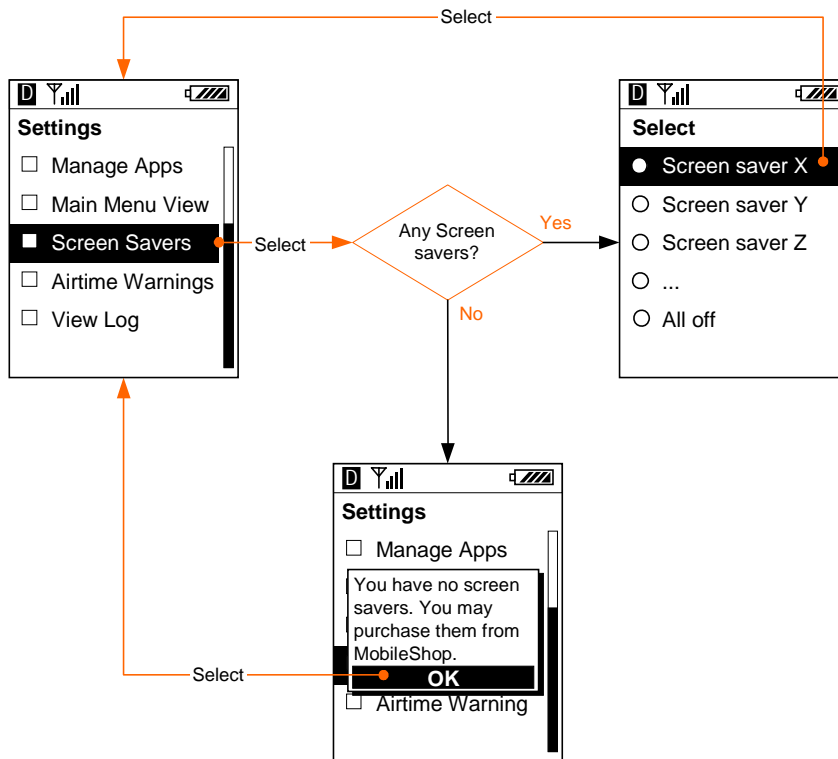 Select
D
Settings
Manage Apps
Main Menu View
Screen Savers
Airtime Warnings
View Log
Select
Any Screen
savers?
Yes
No
D
Select
Screen saver X
Screen saver Y
Screen saver Z
...
All off
D
Settings
Manage Apps
You have no screen
savers. You may
purchase them from
MobileShop.
OK
Airtime Warning
Select